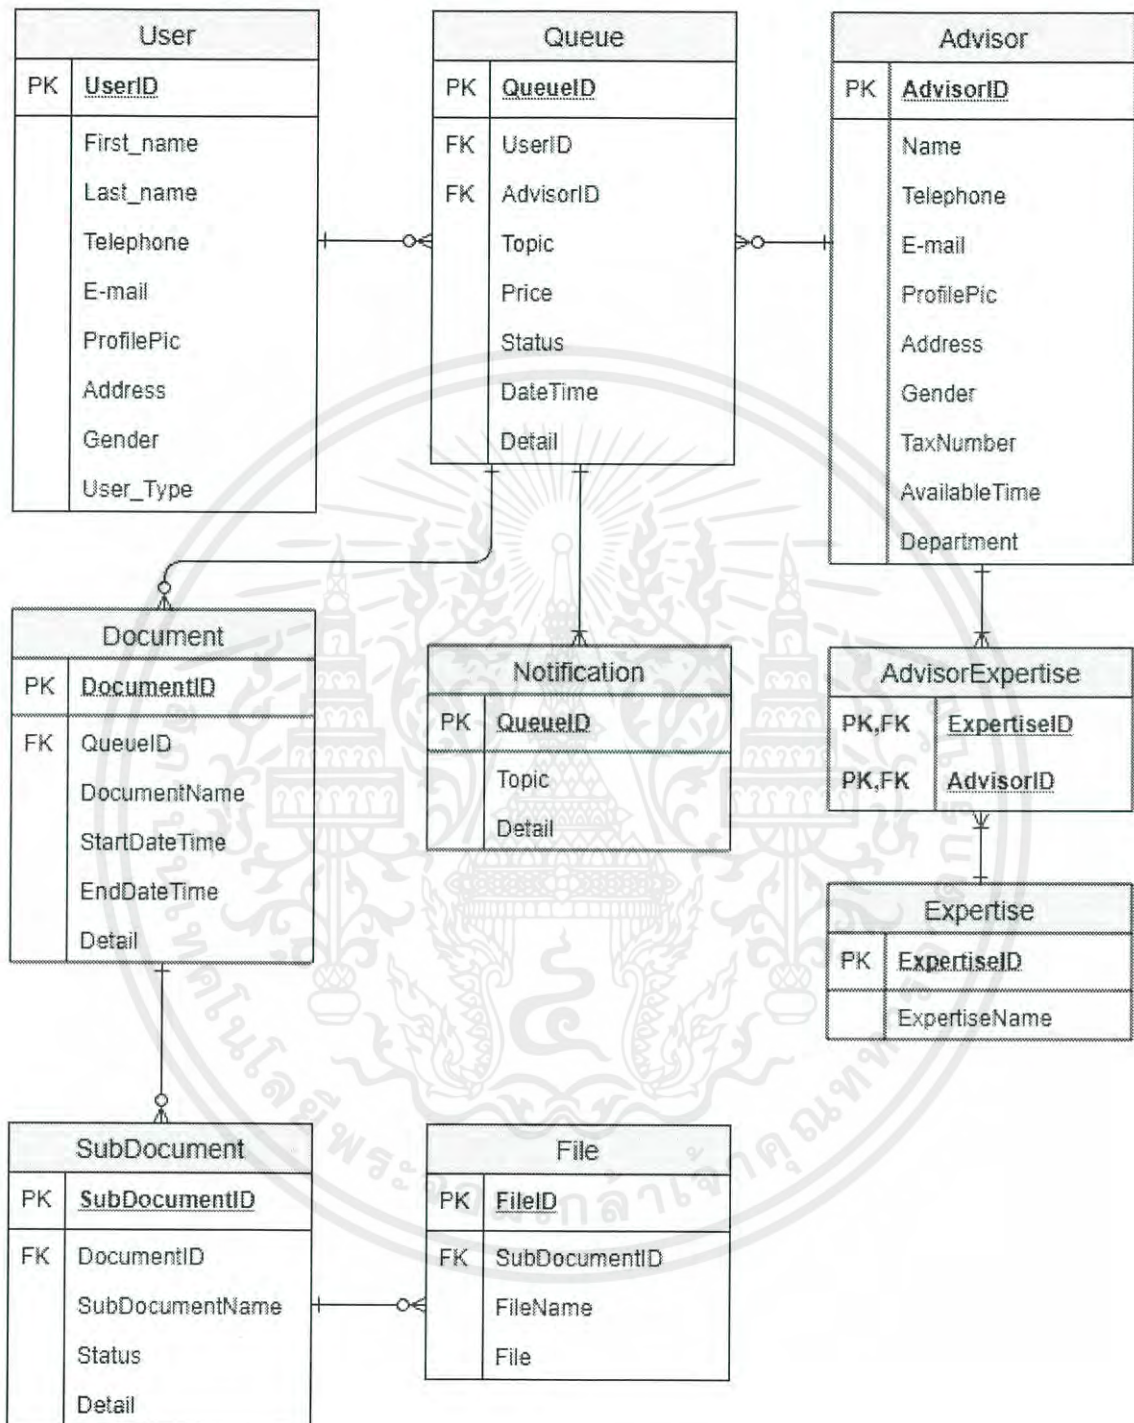 User
PK UserID
First_name
Last_name
Telephone
E-mail
ProfilePic
Address
Gender
User_Type
Queue
PK QueueID
FK UserID
FK AdvisorID
Topic
Price
Status
DateTime
Detail
Advisor
PK AdvisorID
Name
Telephone
E-mail
ProfilePic
Address
Gender
TaxNumber
AvailableTime
Department
Document
PK DocumentID
FK QueueID
DocumentName
StartDateTime
EndDateTime
Detail
Notification
PK QueueID
Topic
Detail
AdvisorExpertise
PK,FK ExpertiseID
PK,FK AdvisorID
Expertise
PK ExpertiseID
ExpertiseName
SubDocument
PK SubDocumentID
FK DocumentID
SubDocumentName
Status
Detail
File
PK FileID
FK SubDocumentID
FileName
File